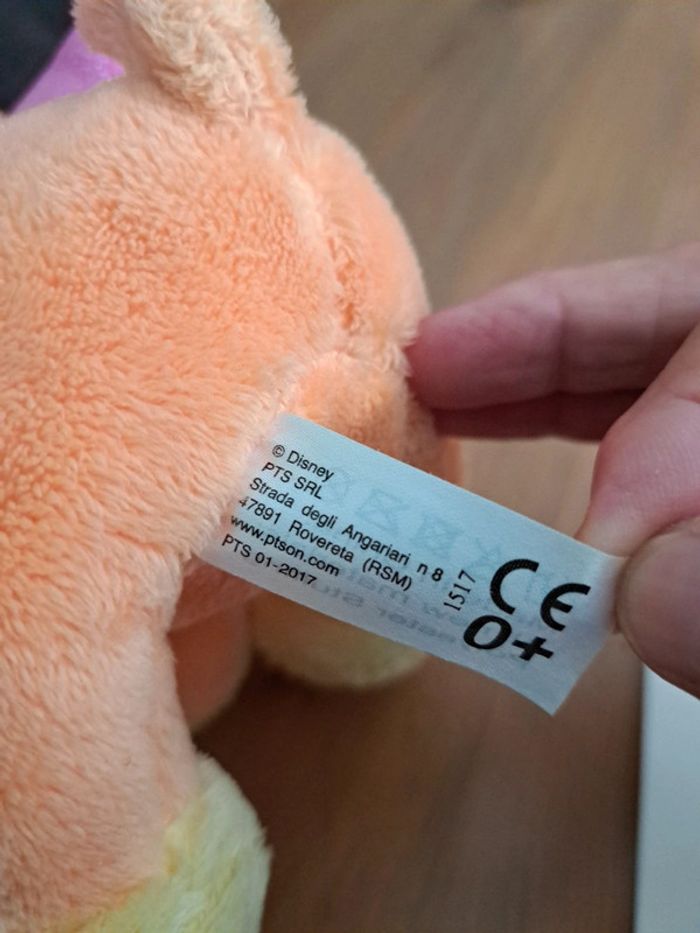 © Disney
PTS SRL
Strada degli Angariari n 8
47891 Rovereta (RSM)
www.ptson.com
PTS 01-2017
1517
CE
0+